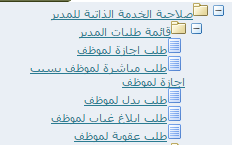 صلاحية الخدمة الذاتية للمدير
قائمة طلبات المدير
طلب اجازة لموظف
طلب مباشرة لموظف بسبب
اجازة لموظف
طلب بدل لموظف
طلب ابلاغ غياب لموظف
طلب عقوبة لموظف